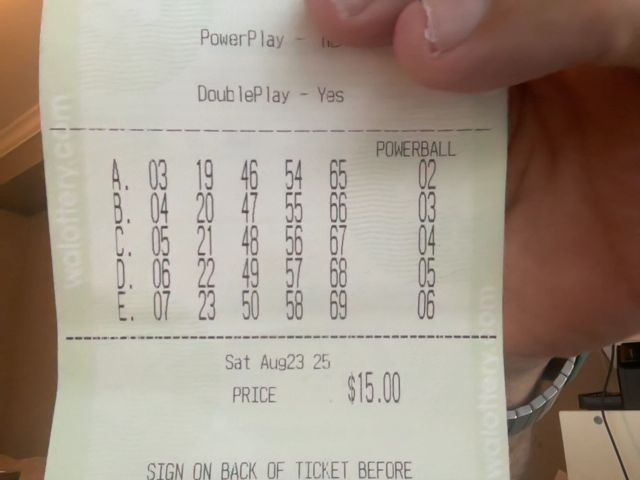 PowerPlay - No
DoublePlay - Yes
POWERBALL
A. 03 19 46 54 65 02
B. 04 20 47 55 66 03
C. 05 21 48 56 67 04
D. 06 22 49 57 68 05
E. 07 23 50 58 69 06
Sat Aug23 25
PRICE $15.00
SIGN ON BACK OF TICKET BEFORE
walottery.com
walottery.com